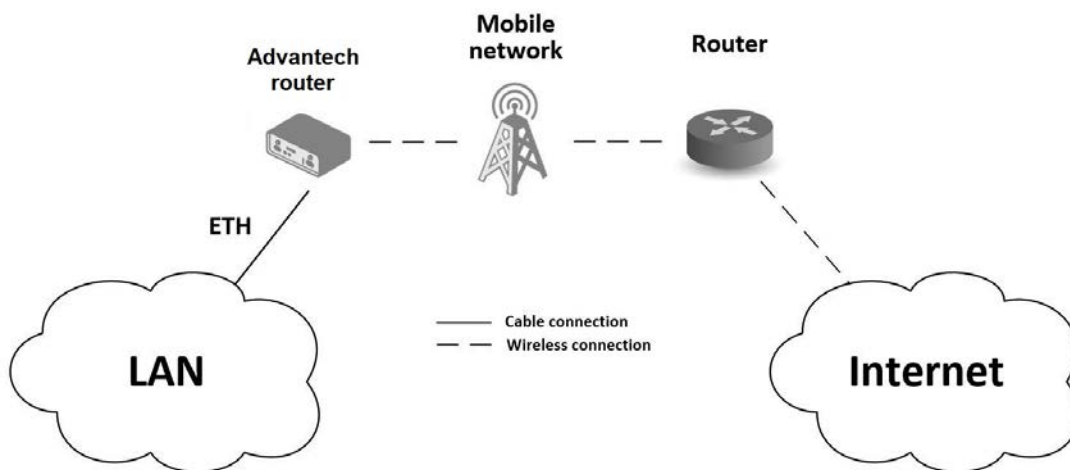 Advantech
router
Mobile
network
Router
ETH
LAN
Cable connection
Wireless connection
Internet